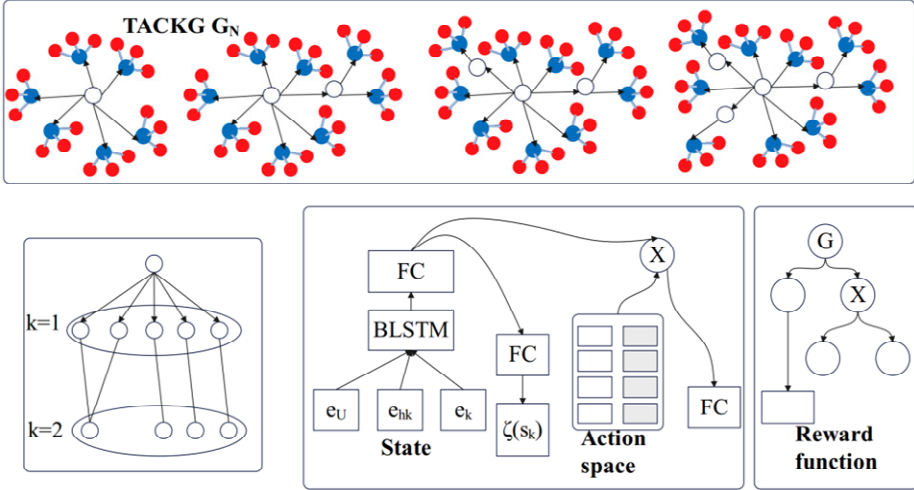 TACKG G_N
k=1
k=2
FC
BLSTM
e_U
e_hk
e_k
State
FC
ζ(s_k)
X
Action
space
FC
G
X
Reward
function